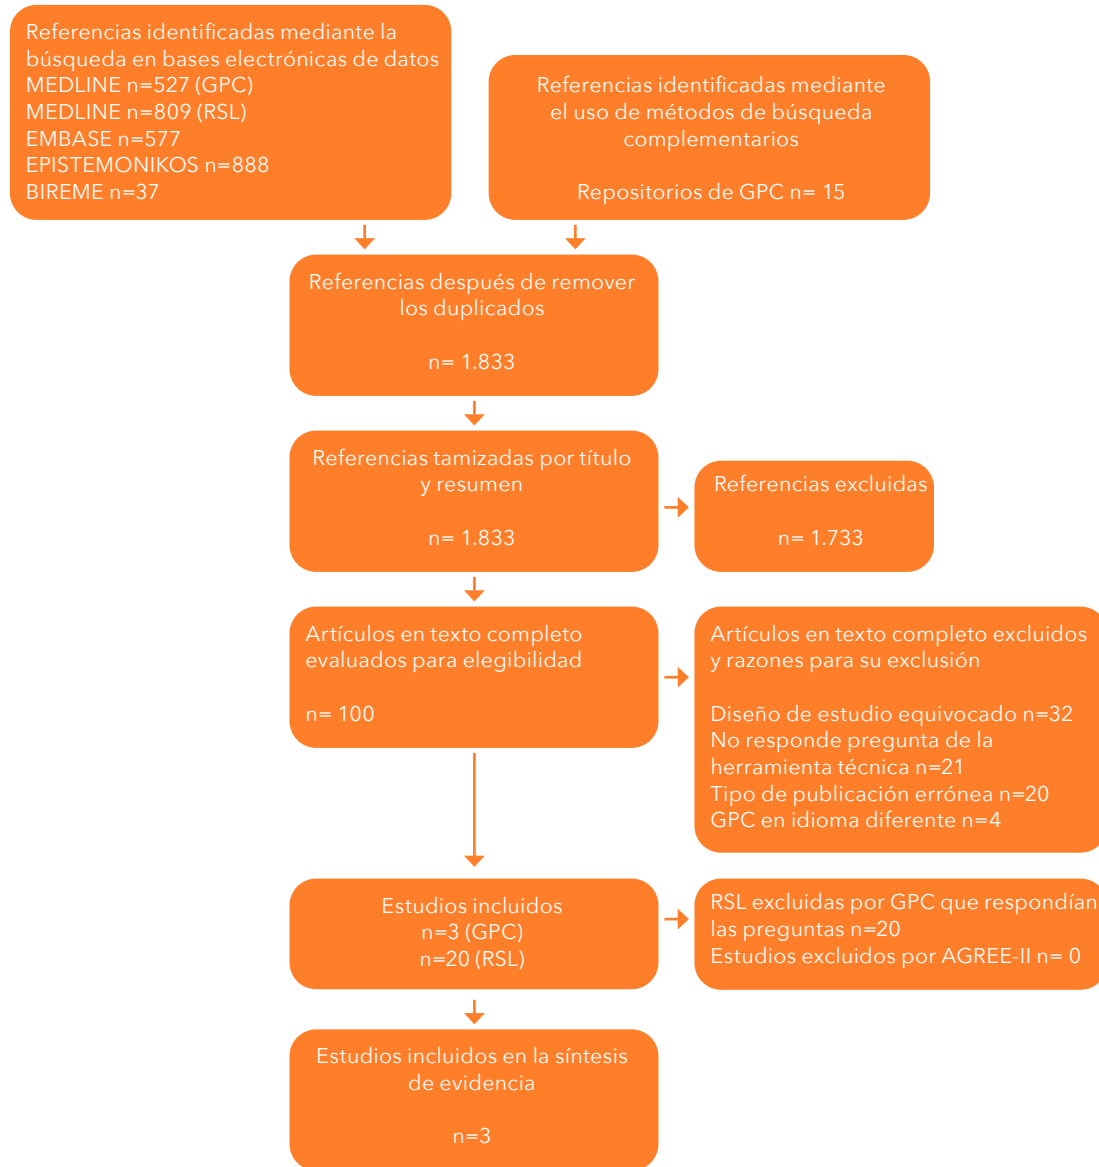 Referencias identificadas mediante la
búsqueda en bases electrónicas de datos
MEDLINE n=527 (GPC)
MEDLINE n=809 (RSL)
EMBASE n=577
EPISTEMONIKOS n=888
BIREME n=37
Referencias identificadas mediante
el uso de métodos de búsqueda
complementarios
Repositorios de GPC n= 15
Referencias después de remover
los duplicados
n= 1.833
Referencias tamizadas por título
y resumen
n= 1.833
Referencias excluidas
n= 1.733
Artículos en texto completo
evaluados para elegibilidad
n= 100
Artículos en texto completo excluidos
y razones para su exclusión
Diseño de estudio equivocado n=32
No responde pregunta de la
herramienta técnica n=21
Tipo de publicación errónea n=20
GPC en idioma diferente n=4
Estudios incluidos
n=3 (GPC)
n=20 (RSL)
RSL excluidas por GPC que respondían
las preguntas n=20
Estudios excluidos por AGREE-II n= 0
Estudios incluidos en la síntesis
de evidencia
n=3